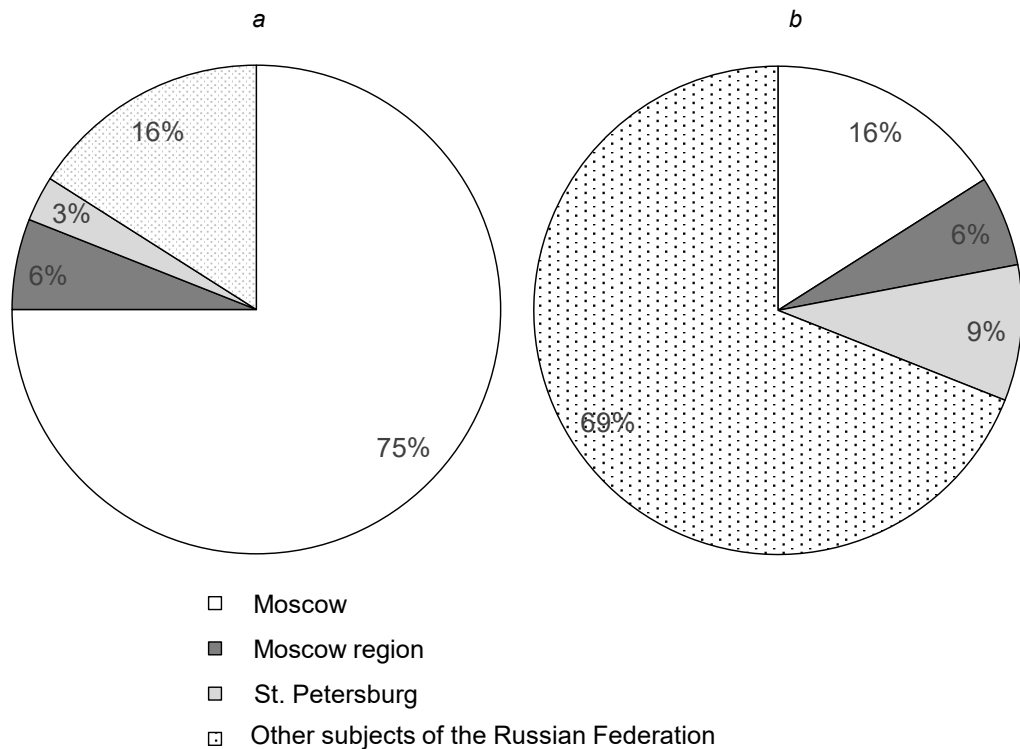 a
b
16%
3%
6%
75%
16%
6%
9%
69%
Moscow
Moscow region
St. Petersburg
Other subjects of the Russian Federation